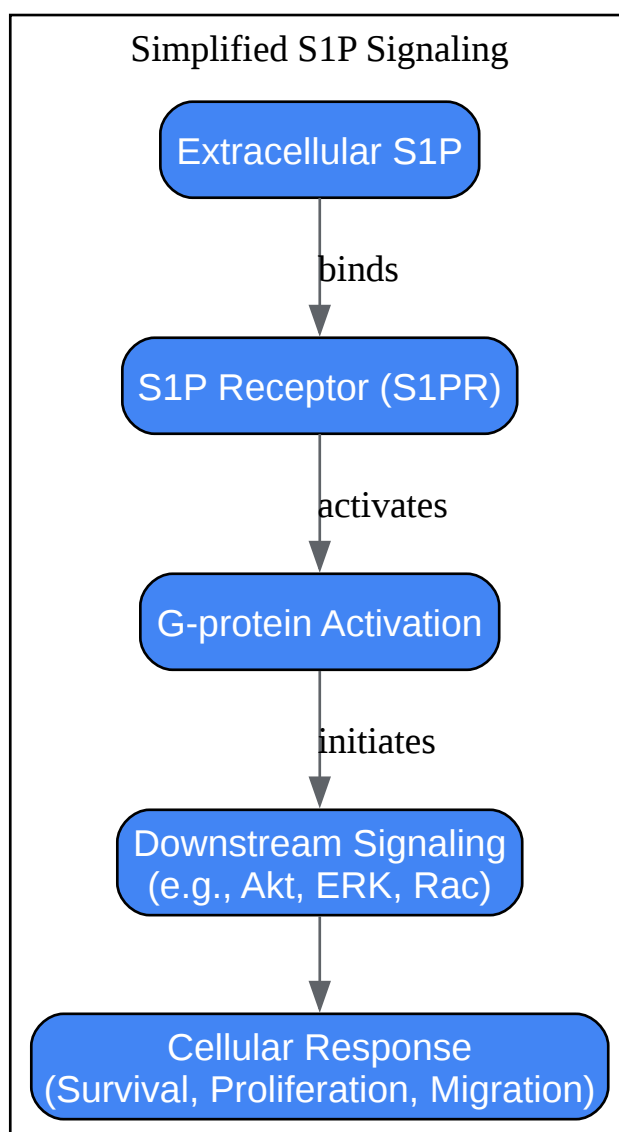 Simplified S1P Signaling
Extracellular S1P
binds
S1P Receptor (S1PR)
activates
G-protein Activation
initiates
Downstream Signaling
(e.g., Akt, ERK, Rac)
Cellular Response
(Survival, Proliferation, Migration)